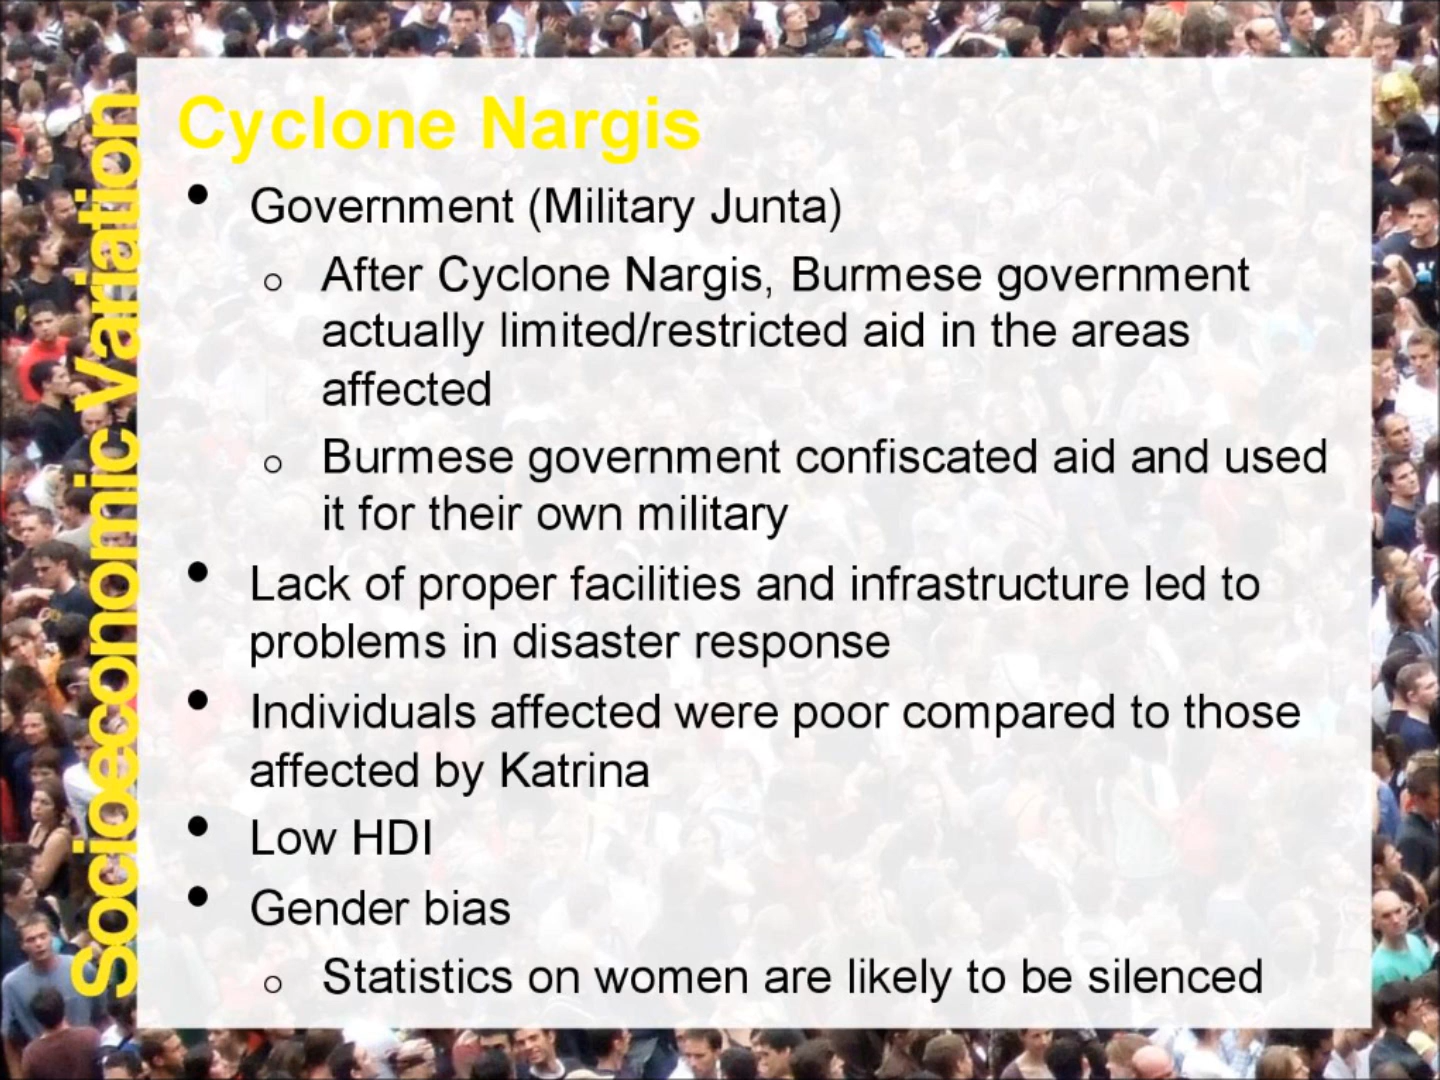 Socioeconomic Variation
Cyclone Nargis
• Government (Military Junta)
o After Cyclone Nargis, Burmese government
actually limited/restricted aid in the areas
affected
o Burmese government confiscated aid and used
it for their own military
• Lack of proper facilities and infrastructure led to
problems in disaster response
• Individuals affected were poor compared to those
affected by Katrina
• Low HDI
• Gender bias
o Statistics on women are likely to be silenced